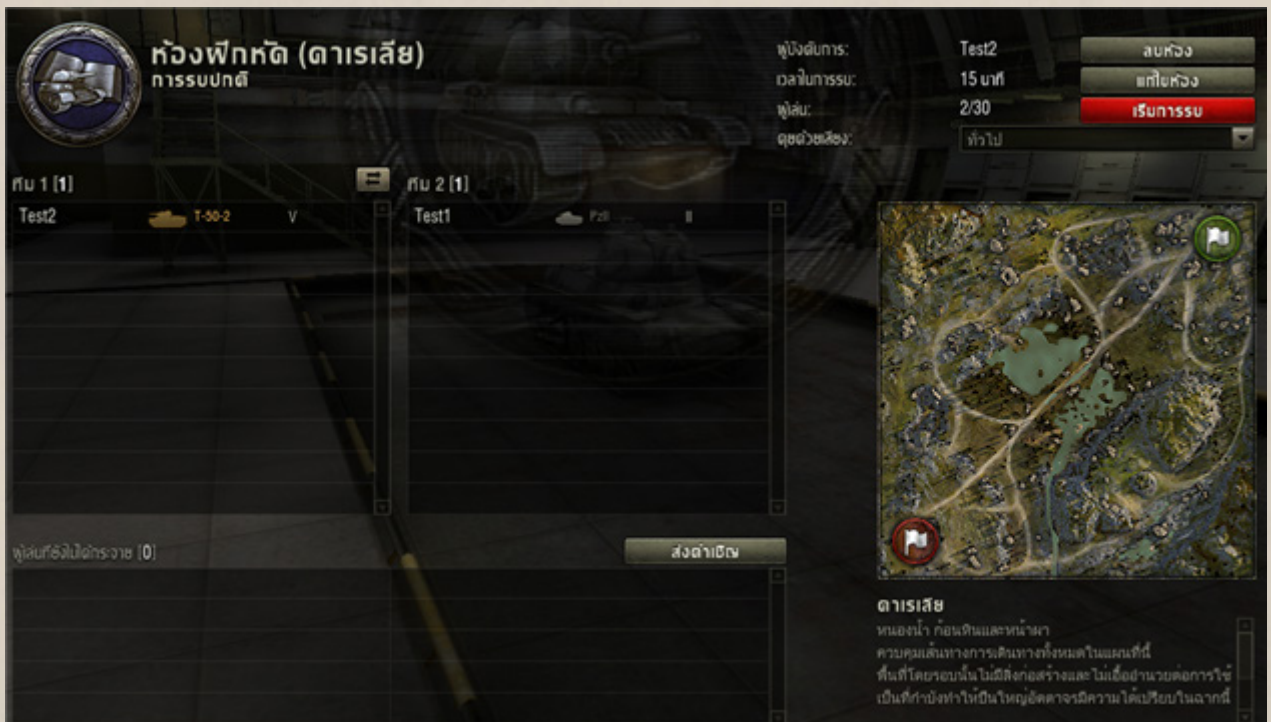 ห้องฝึกหัด (คาเรเลีย)
การรบปกติ
ผู้บังคับการ: Test2
เวลาในการรบ: 15 นาที
ผู้เล่น: 2/30
คุยด้วยเสียง: ทั่วไป
ลบห้อง
แก้ไขห้อง
เริ่มการรบ
ทีม 1 [1]
Test2 T-50-2 V
ทีม 2 [1]
Test1 PzII II
ผู้เล่นที่ยังไม่ได้กระจาย [0]
ส่งคำเชิญ
คาเรเลีย
หนองน้ำ ก้อนหินและหน้าผา
ควบคุมเส้นทางการเดินทางทั้งหมดในแผนที่นี้
พื้นที่โดยรอบนั้นไม่มีสิ่งก่อสร้างและไม่เอื้ออำนวยต่อการใช้
เป็นที่กำบังทำให้ปืนใหญ่อัตตาจรมีความได้เปรียบในฉากนี้